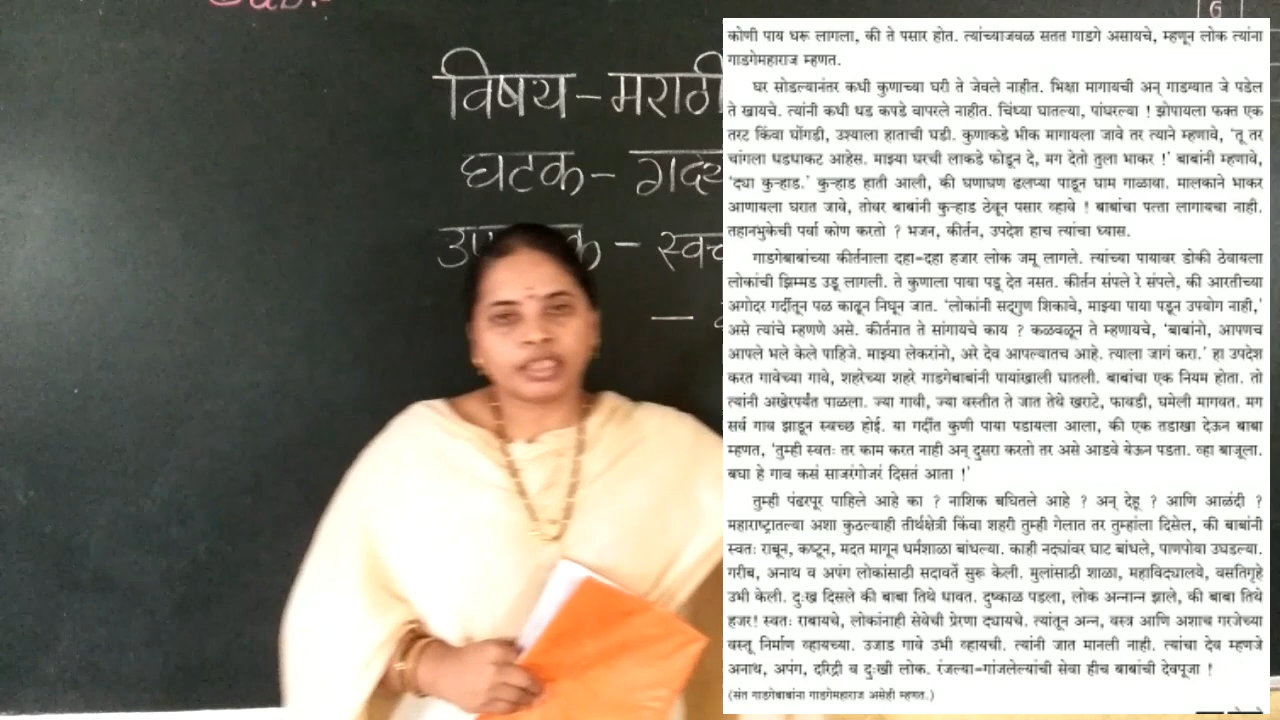 Sub:-
G
विषय - मराठी
घटक - गद्य
उप क - स्वच
-
कोणी पाय धरू लागला, की ते पसार होत. त्यांच्याजवळ सतत गाडगे असायचे, म्हणून लोक त्यांना
गाडगेमहाराज म्हणत.
घर सोडल्यानंतर कधी कुणाच्या घरी ते जेवले नाहीत. भिक्षा मागायची अन् गाडग्यात जे पडेल
ते खायचे. त्यांनी कधी धड कपडे वापरले नाहीत. चिंध्या घातल्या, पांघरल्या ! झोपायला फक्त एक
तरट किंवा घोंगडी, उश्याला हाताची घडी. कुणाकडे भीक मागायला जावे तर त्याने म्हणावे, 'तू तर
चांगला धडधाकट आहेस. माझ्या घरची लाकडे फोडून दे, मग देतो तुला भाकर !' बाबांनी म्हणावे,
'द्या कुऱ्हाड.' कुऱ्हाड हाती आली, की घणाघण ढलप्या पाडून घाम गाळावा. मालकाने भाकर
आणायला घरात जावे, तोवर बाबांनी कुऱ्हाड ठेवून पसार व्हावे ! बाबांचा पत्ता लागायचा नाही.
तहानभुकेची पर्वा कोण करतो ? भजन, कीर्तन, उपदेश हाच त्यांचा ध्यास.
गाडगेबाबांच्या कीर्तनाला दहा-दहा हजार लोक जमू लागले. त्यांच्या पायावर डोकी ठेवायला
लोकांची झिम्मड उडू लागली. ते कुणाला पाया पडू देत नसत. कीर्तन संपले रे संपले, की आरतीच्या
अगोदर गर्दीतून पळ काढून निघून जात. 'लोकांनी सद्गुण शिकावे, माझ्या पाया पडून उपयोग नाही,'
असे त्यांचे म्हणणे असे. कीर्तनात ते सांगायचे काय ? कळवळून ते म्हणायचे, 'बाबांनो, आपणच
आपले भले केले पाहिजे. माझ्या लेकरांनो, अरे देव आपल्यातच आहे. त्याला जागं करा.' हा उपदेश
करत गावेच्या गावे, शहरेच्या शहरे गाडगेबाबांनी पायांखाली घातली. बाबांचा एक नियम होता. तो
त्यांनी अखेरपर्यंत पाळला. ज्या गावी, ज्या वस्तीत ते जात तेथे खराटे, फावडी, घमेली मागवत. मग
सर्व गाव झाडून स्वच्छ होई. या गर्दीत कुणी पाया पडायला आला, की एक तडाखा देऊन बाबा
म्हणत, 'तुम्ही स्वतः तर काम करत नाही अन् दुसरा करतो तर असे आडवे येऊन पडता. व्हा बाजूला.
बघा हे गाव कसं साजरंगोजरं दिसतं आता !'
तुम्ही पंढरपूर पाहिले आहे का ? नाशिक बघितले आहे ? अन् देहू ? आणि आळंदी ?
महाराष्ट्रातल्या अशा कुठल्याही तीर्थक्षेत्री किंवा शहरी तुम्ही गेलात तर तुम्हांला दिसेल, की बाबांनी
स्वतः राबून, कष्टून, मदत मागून धर्मशाळा बांधल्या. काही नद्यांवर घाट बांधले, पाणपोया उघडल्या.
गरीब, अनाथ व अपंग लोकांसाठी सदावर्ते सुरू केली. मुलांसाठी शाळा, महाविद्यालये, वसतिगृहे
उभी केली. दुःख दिसले की बाबा तिथे धावत. दुष्काळ पडला, लोक अन्नान्न झाले, की बाबा तिथे
हजर! स्वतः राबायचे, लोकांनाही सेवेची प्रेरणा द्यायचे. त्यांतून अन्न, वस्त्र आणि अशाच गरजेच्या
वस्तू निर्माण व्हायच्या. उजाड गावे उभी व्हायची. त्यांनी जात मानली नाही. त्यांचा देव म्हणजे
अनाथ, अपंग, दरिद्री व दुःखी लोक. रंजल्या-गांजलेल्यांची सेवा हीच बाबांची देवपूजा !
(संत गाडगेबाबांना गाडगेमहाराज असेही म्हणत.)